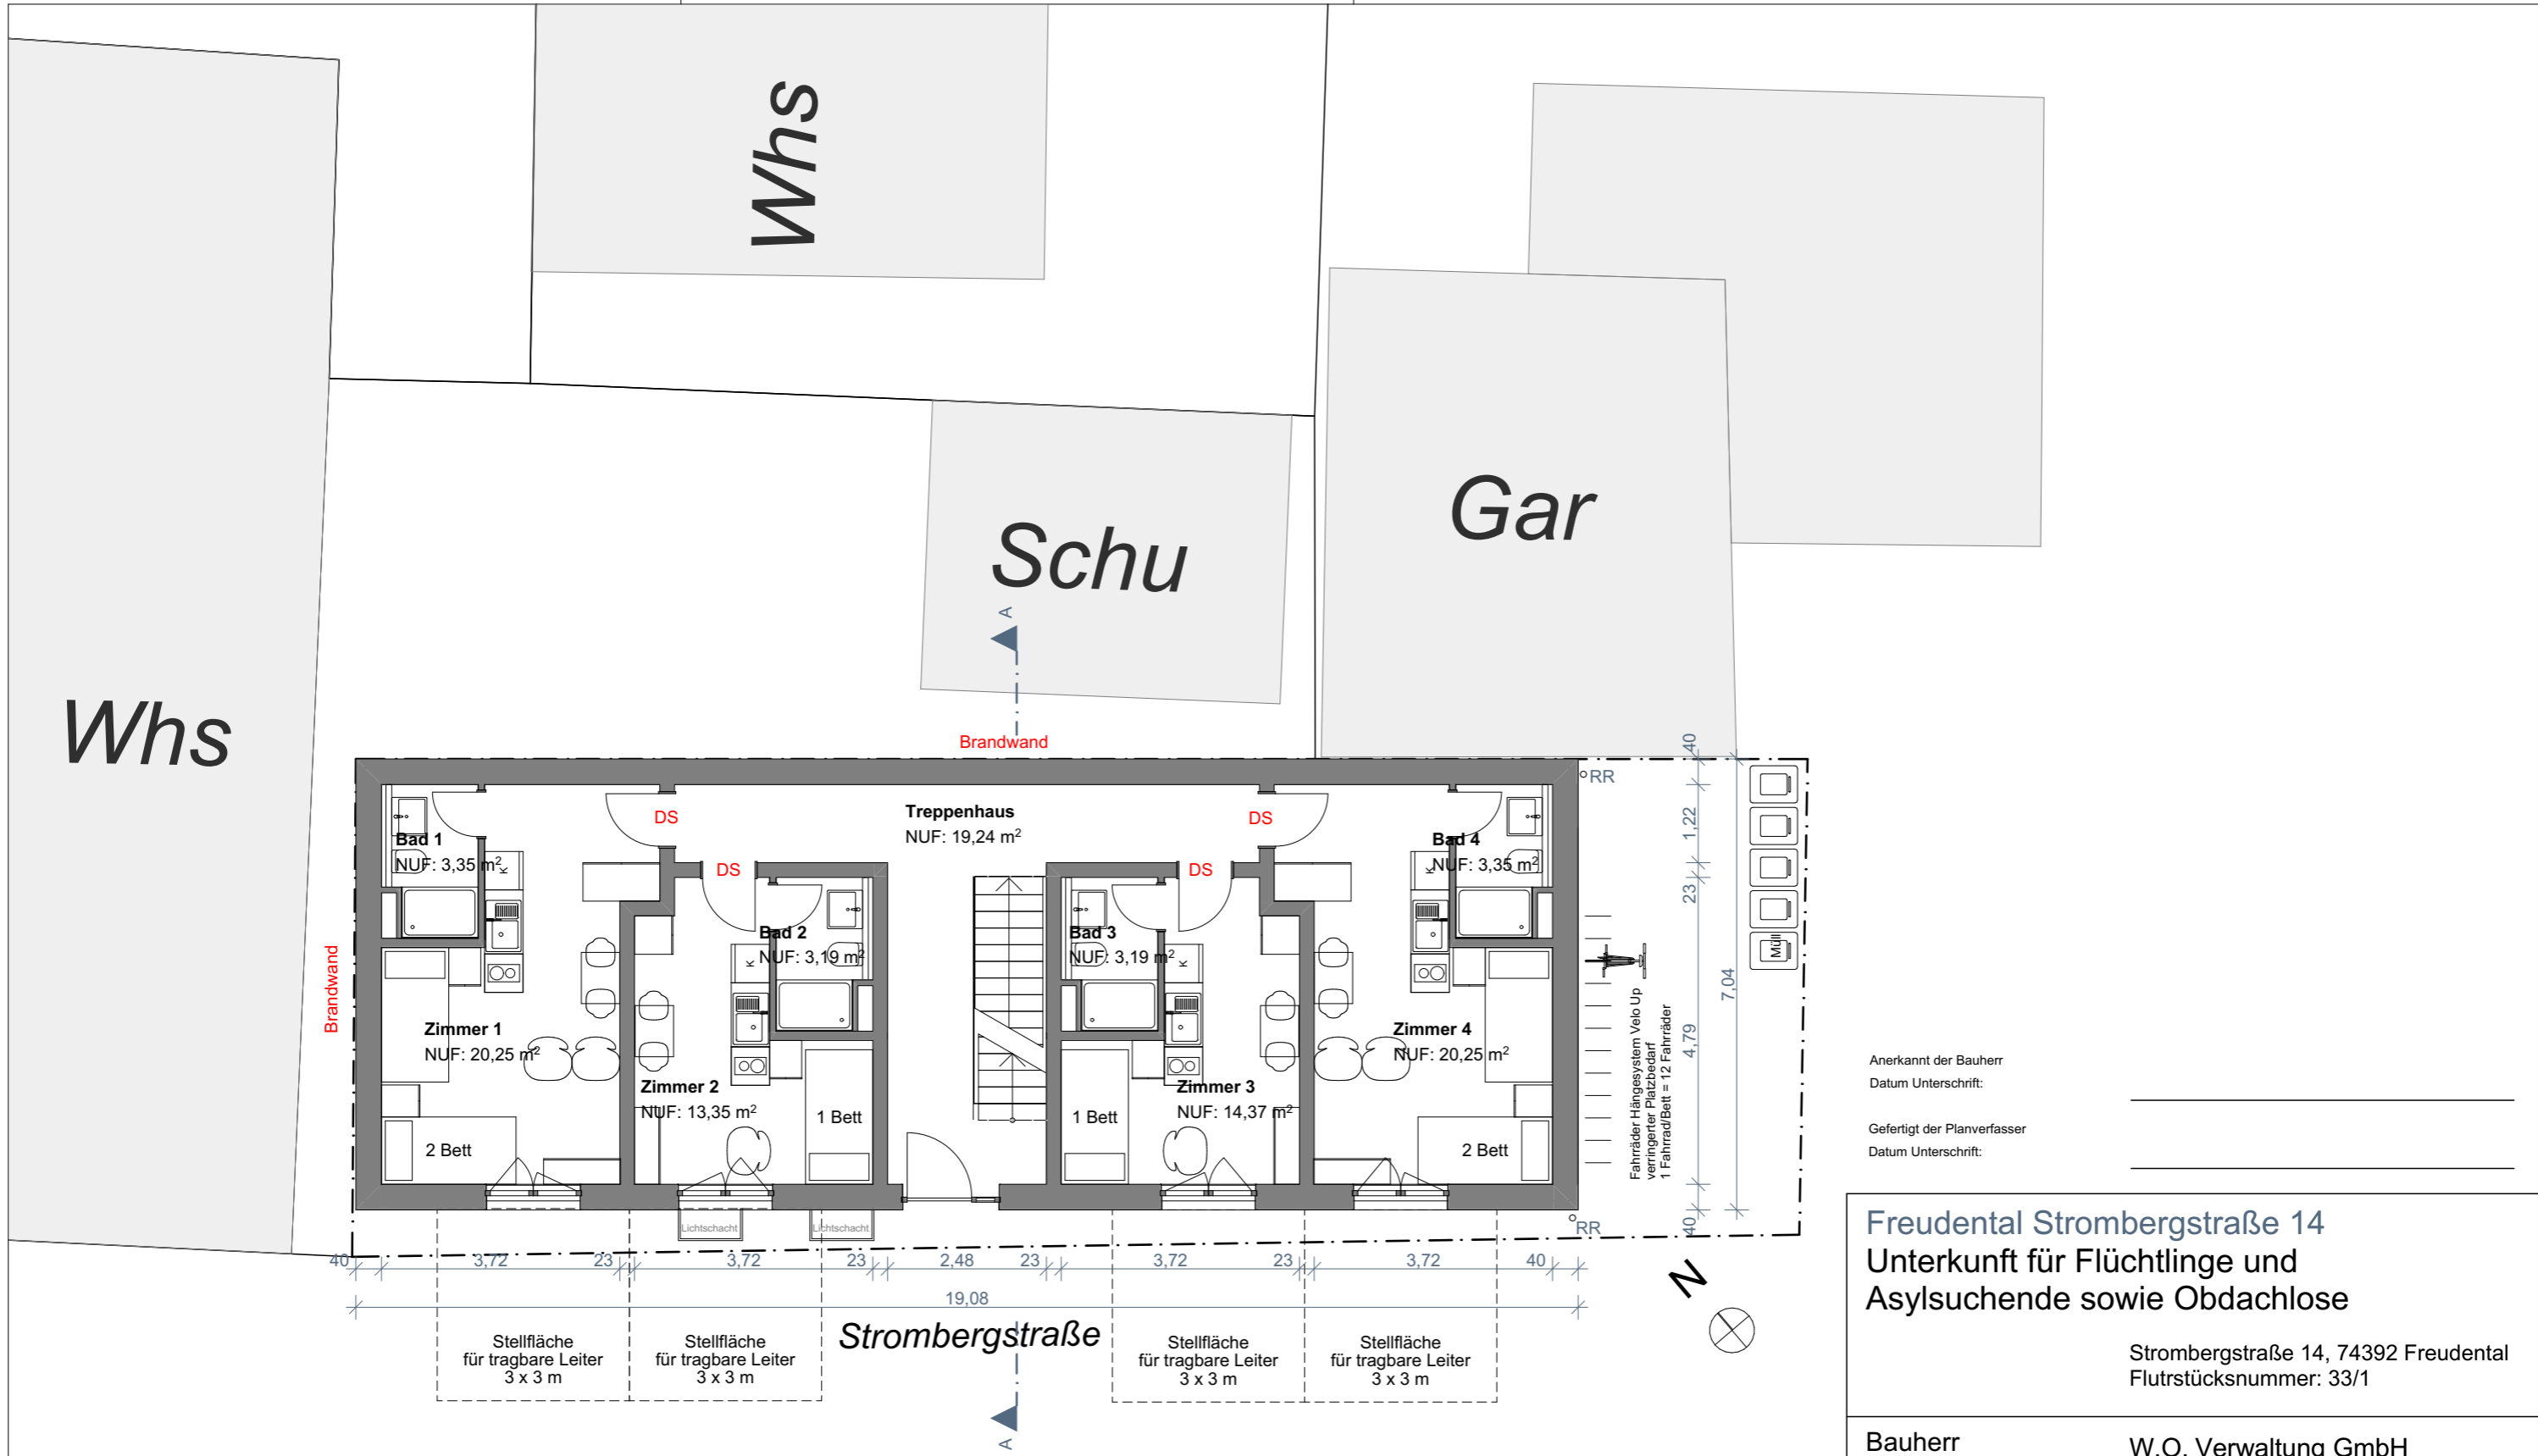 Whs
Whs
Schu
Gar
A
Brandwand
40
RR
Treppenhaus
NUF: 19,24 m²
DS
DS
DS
DS
Bad 1
NUF: 3,35 m²
K
Bad 4
NUF: 3,35 m²
K
Bad 2
NUF: 3,19 m²
K
Bad 3
NUF: 3,19 m²
K
Brandwand
Zimmer 1
NUF: 20,25 m²
2 Bett
Zimmer 2
NUF: 13,35 m²
1 Bett
1 Bett
Zimmer 3
NUF: 14,37 m²
Zimmer 4
NUF: 20,25 m²
2 Bett
Fahrräder Hängesystem Velo Up
verringerter Platzbedarf
1 Fahrrad/Bett = 12 Fahrräder
1,22
23
4,79
40
7,04
Müll
RR
Lichtschacht
Lichtschacht
40
3,72
23
3,72
23
2,48
23
3,72
23
3,72
40
19,08
Strombergstraße
Stellfläche
für tragbare Leiter
3 x 3 m
Stellfläche
für tragbare Leiter
3 x 3 m
Stellfläche
für tragbare Leiter
3 x 3 m
Stellfläche
für tragbare Leiter
3 x 3 m
A
N
Anerkannt der Bauherr
Datum Unterschrift:
Gefertigt der Planverfasser
Datum Unterschrift:
Freudental Strombergstraße 14
Unterkunft für Flüchtlinge und
Asylsuchende sowie Obdachlose
Strombergstraße 14, 74392 Freudental
Flutrstücksnummer: 33/1
Bauherr
W.O. Verwaltung GmbH